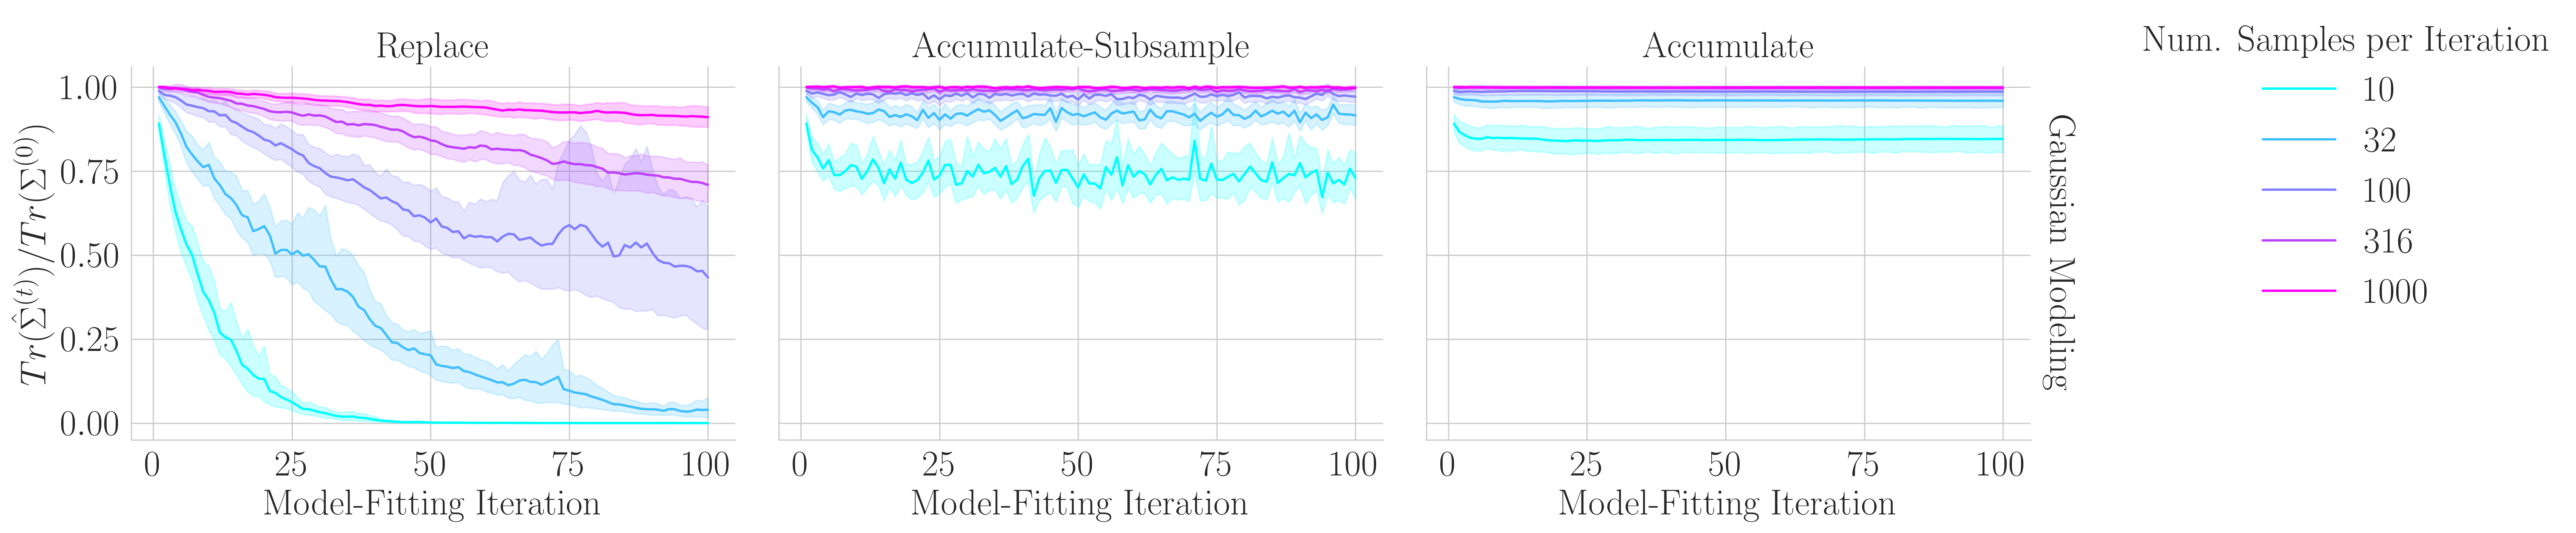 Replace
Accumulate-Subsample
Accumulate
Num. Samples per Iteration
10
32
100
316
1000
Tr(Σ̂⁽ᵗ⁾)/Tr(Σ⁽⁰⁾)
1.00
0.75
0.50
0.25
0.00
0 25 50 75 100
0 25 50 75 100
0 25 50 75 100
Model-Fitting Iteration
Model-Fitting Iteration
Model-Fitting Iteration
Gaussian Modeling